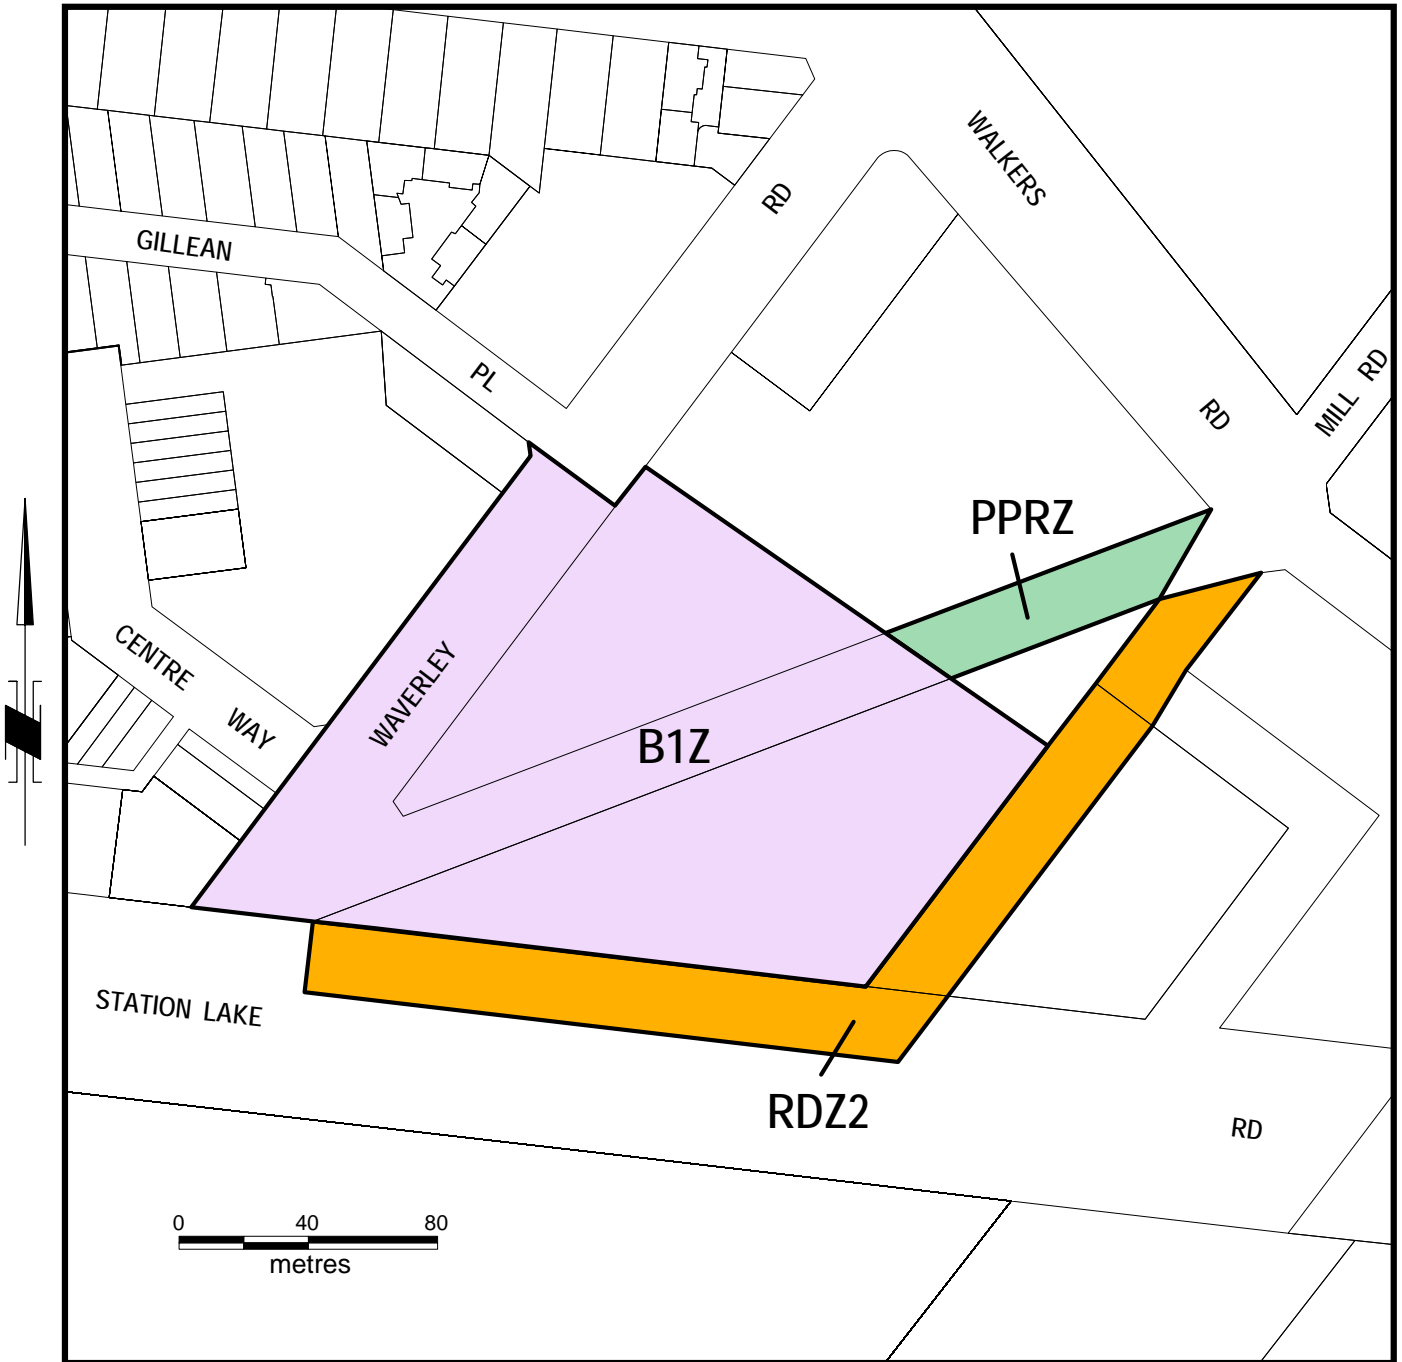 WALKERS
RD
GILLEAN
MILL RD
PL
RD
PPRZ
CENTRE
WAY
WAVERLEY
B1Z
STATION LAKE
RDZ2
RD
0 40 80
metres